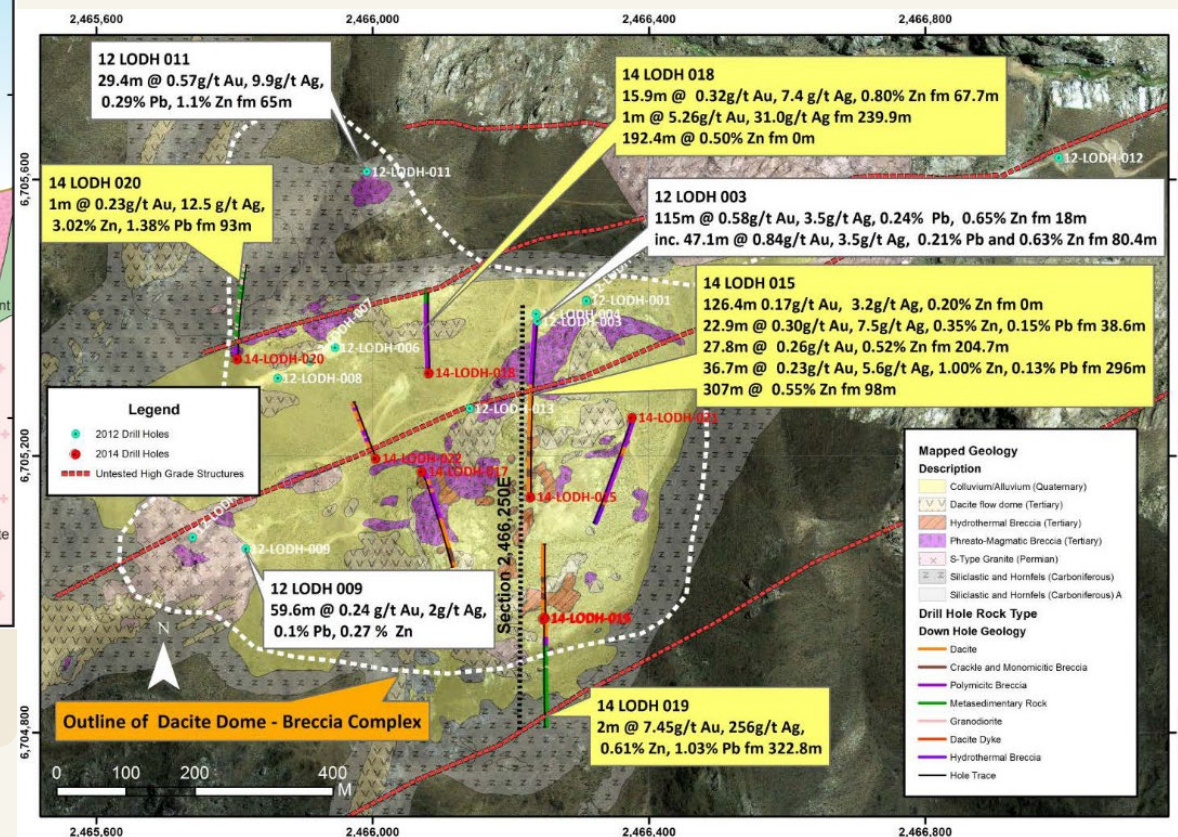 2,465,600
2,466,000
2,466,400
2,466,800
6,705,600
6,705,200
6,704,800
12 LODH 011
29.4m @ 0.57g/t Au, 9.9g/t Ag,
0.29% Pb, 1.1% Zn fm 65m
14 LODH 018
15.9m @ 0.32g/t Au, 7.4 g/t Ag, 0.80% Zn fm 67.7m
1m @ 5.26g/t Au, 31.0g/t Ag fm 239.9m
192.4m @ 0.50% Zn fm 0m
12-LODH-012
12-LODH-011
14 LODH 020
1m @ 0.23g/t Au, 12.5 g/t Ag,
3.02% Zn, 1.38% Pb fm 93m
12 LODH 003
115m @ 0.58g/t Au, 3.5g/t Ag, 0.24% Pb, 0.65% Zn fm 18m
inc. 47.1m @ 0.84g/t Au, 3.5g/t Ag, 0.21% Pb and 0.63% Zn fm 80.4m
14 LODH 015
126.4m 0.17g/t Au, 3.2g/t Ag, 0.20% Zn fm 0m
22.9m @ 0.30g/t Au, 7.5g/t Ag, 0.35% Zn, 0.15% Pb fm 38.6m
27.8m @ 0.26g/t Au, 0.52% Zn fm 204.7m
36.7m @ 0.23g/t Au, 5.6g/t Ag, 1.00% Zn, 0.13% Pb fm 296m
307m @ 0.55% Zn fm 98m
12-LODH-001
12-LODH-003
12-LODH-006
14-LODH-020
12-LODH-008
14-LODH-018
12-LODH-013
14-LODH-021
14-LODH-022
14-LODH-017
14-LODH-015
12-LODH-009
Section 2,466,250E
Legend
2012 Drill Holes
2014 Drill Holes
Untested High Grade Structures
12 LODH 009
59.6m @ 0.24 g/t Au, 2g/t Ag,
0.1% Pb, 0.27 % Zn
N
Outline of Dacite Dome - Breccia Complex
14 LODH 019
2m @ 7.45g/t Au, 256g/t Ag,
0.61% Zn, 1.03% Pb fm 322.8m
0 100 200 400
M
Mapped Geology
Description
Colluvium/Alluvium (Quaternary)
Dacite flow dome (Tertiary)
Hydrothermal Breccia (Tertiary)
Phreato-Magmatic Breccia (Tertiary)
S-Type Granite (Permian)
Siliclastic and Hornfels (Carboniferous)
Siliclastic and Hornfels (Carboniferous) A
Drill Hole Rock Type
Down Hole Geology
Dacite
Crackle and Monomicitic Breccia
Polymicitc Breccia
Metasedimentary Rock
Granodiorite
Dacite Dyke
Hydrothermal Breccia
Hole Trace
2,465,600
2,466,000
2,466,400
2,466,800